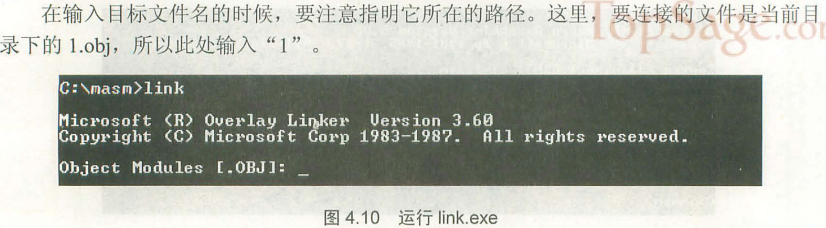 在输入目标文件名的时候，要注意指明它所在的路径。这里，要连接的文件是当前目
录下的 1.obj，所以此处输入“1”。
TopSage.com
C:\masm>link
Microsoft (R) Overlay Linker  Version 3.60
Copyright (C) Microsoft Corp 1983-1987.  All rights reserved.
Object Modules [.OBJ]: _
图 4.10  运行 link.exe